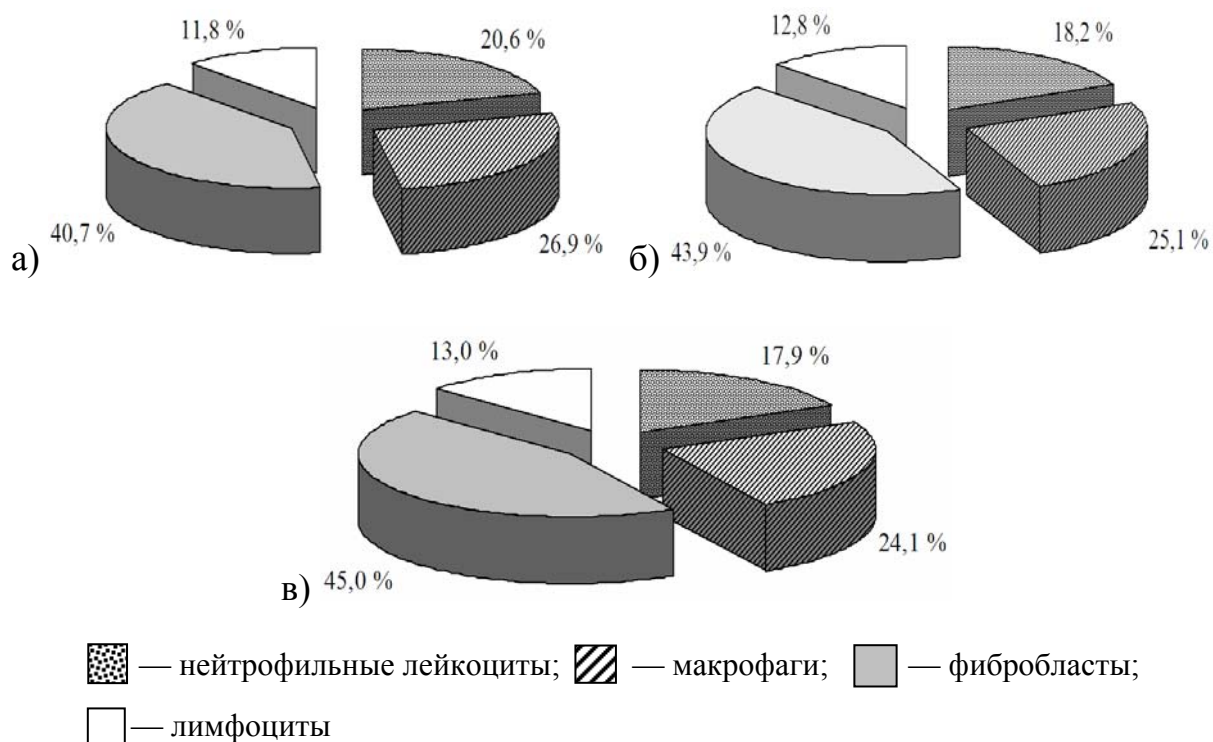 11,8 %
20,6 %
40,7 %
26,9 %
а)
12,8 %
18,2 %
43,9 %
25,1 %
б)
13,0 %
17,9 %
45,0 %
24,1 %
в)
— нейтрофильные лейкоциты; — макрофаги; — фибробласты;
— лимфоциты